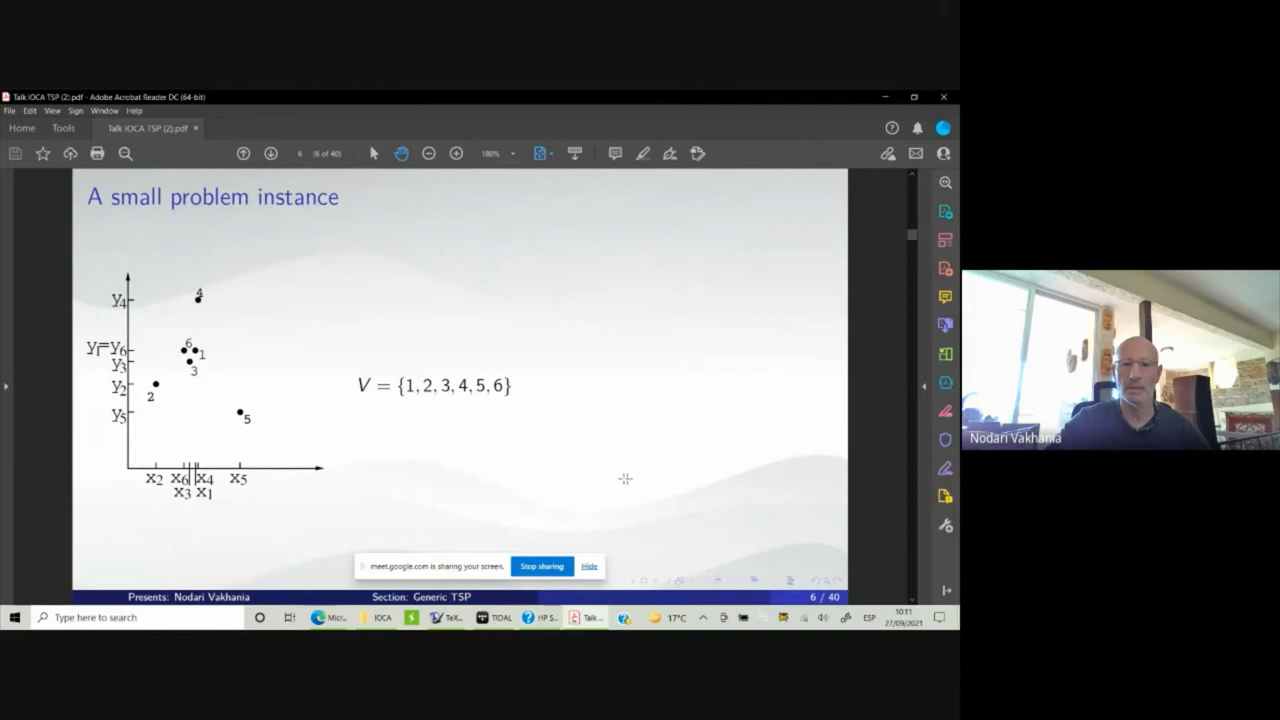 Talk IOCA TSP (2).pdf - Adobe Acrobat Reader DC (64-bit)
File Edit View Sign Window Help
Home Tools Talk IOCA TSP (2).pdf ×
6 (6 of 40) 180%
A small problem instance
y4
4
y1=y6
6
1
y3
3
y2
2
y5
5
V = {1, 2, 3, 4, 5, 6}
x2 x6 x4 x5
x3 x1
Nodari Vakhania
meet.google.com is sharing your screen. Stop sharing Hide
Presents: Nodari Vakhania Section: Generic TSP 6 / 40
Type here to search Micr... IOCA TeX... TIDAL HP S... Talk ... 17°C ESP 10:11
27/09/2021